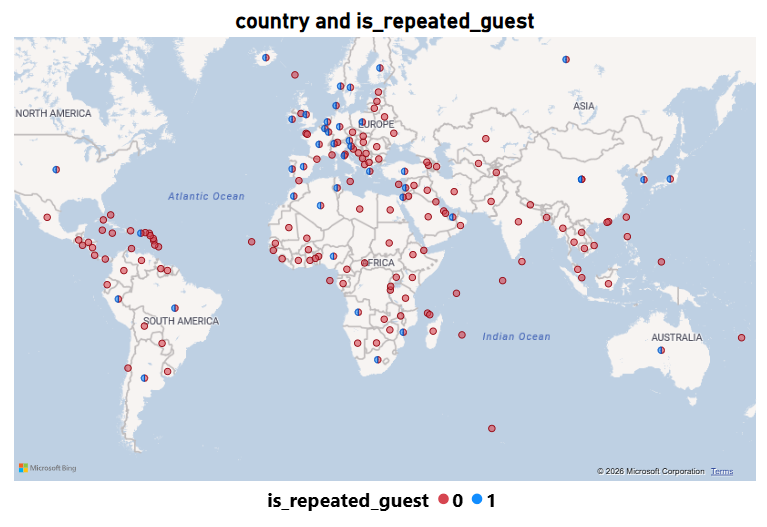 country and is_repeated_guest
NORTH AMERICA
ASIA
EUROPE
Atlantic Ocean
AFRICA
SOUTH AMERICA
Indian Ocean
AUSTRALIA
Microsoft Bing
© 2026 Microsoft Corporation Terms
is_repeated_guest 0 1